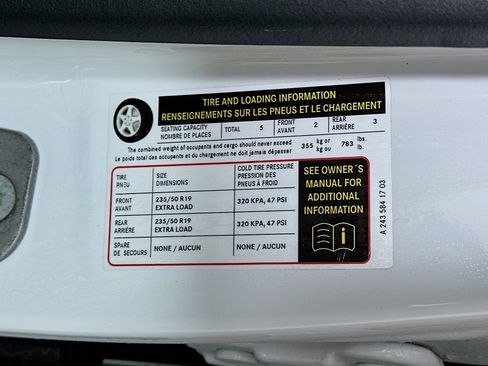 TIRE AND LOADING INFORMATION
RENSEIGNEMENTS SUR LES PNEUS ET LE CHARGEMENT
SEATING CAPACITY
NOMBRE DE PLACES
TOTAL 5
FRONT
AVANT
2
REAR
ARRIÈRE
3
The combined weight of occupants and cargo should never exceed
Le poids total des occupants et du chargement ne doit jamais dépasser
355 kg or
kg ou
783 lbs.
lb.
TIRE
PNEU
SIZE
DIMENSIONS
COLD TIRE PRESSURE
PRESSION DES
PNEUS À FROID
FRONT
AVANT
235/50 R19
EXTRA LOAD
320 KPA, 47 PSI
REAR
ARRIÈRE
235/50 R19
EXTRA LOAD
320 KPA, 47 PSI
SPARE
DE SECOURS
NONE / AUCUN
NONE / AUCUN
SEE OWNER´S
MANUAL FOR
ADDITIONAL
INFORMATION
i
A 243 584 17 03